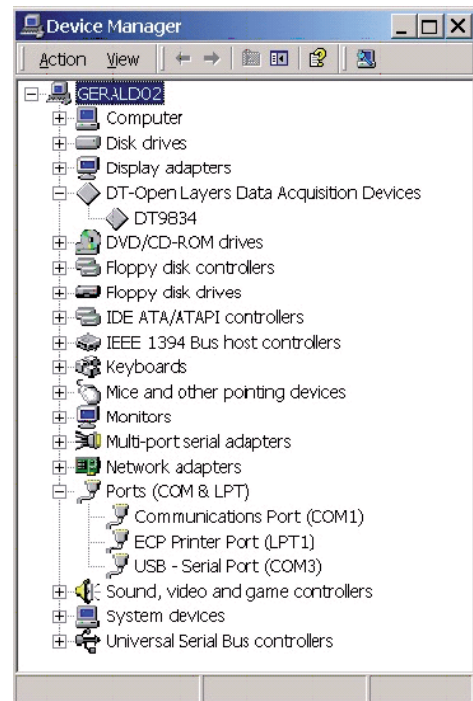 Device Manager
Action View
GERALD02
Computer
Disk drives
Display adapters
DT-Open Layers Data Acquisition Devices
DT9834
DVD/CD-ROM drives
Floppy disk controllers
Floppy disk drives
IDE ATA/ATAPI controllers
IEEE 1394 Bus host controllers
Keyboards
Mice and other pointing devices
Monitors
Multi-port serial adapters
Network adapters
Ports (COM & LPT)
Communications Port (COM1)
ECP Printer Port (LPT1)
USB - Serial Port (COM3)
Sound, video and game controllers
System devices
Universal Serial Bus controllers